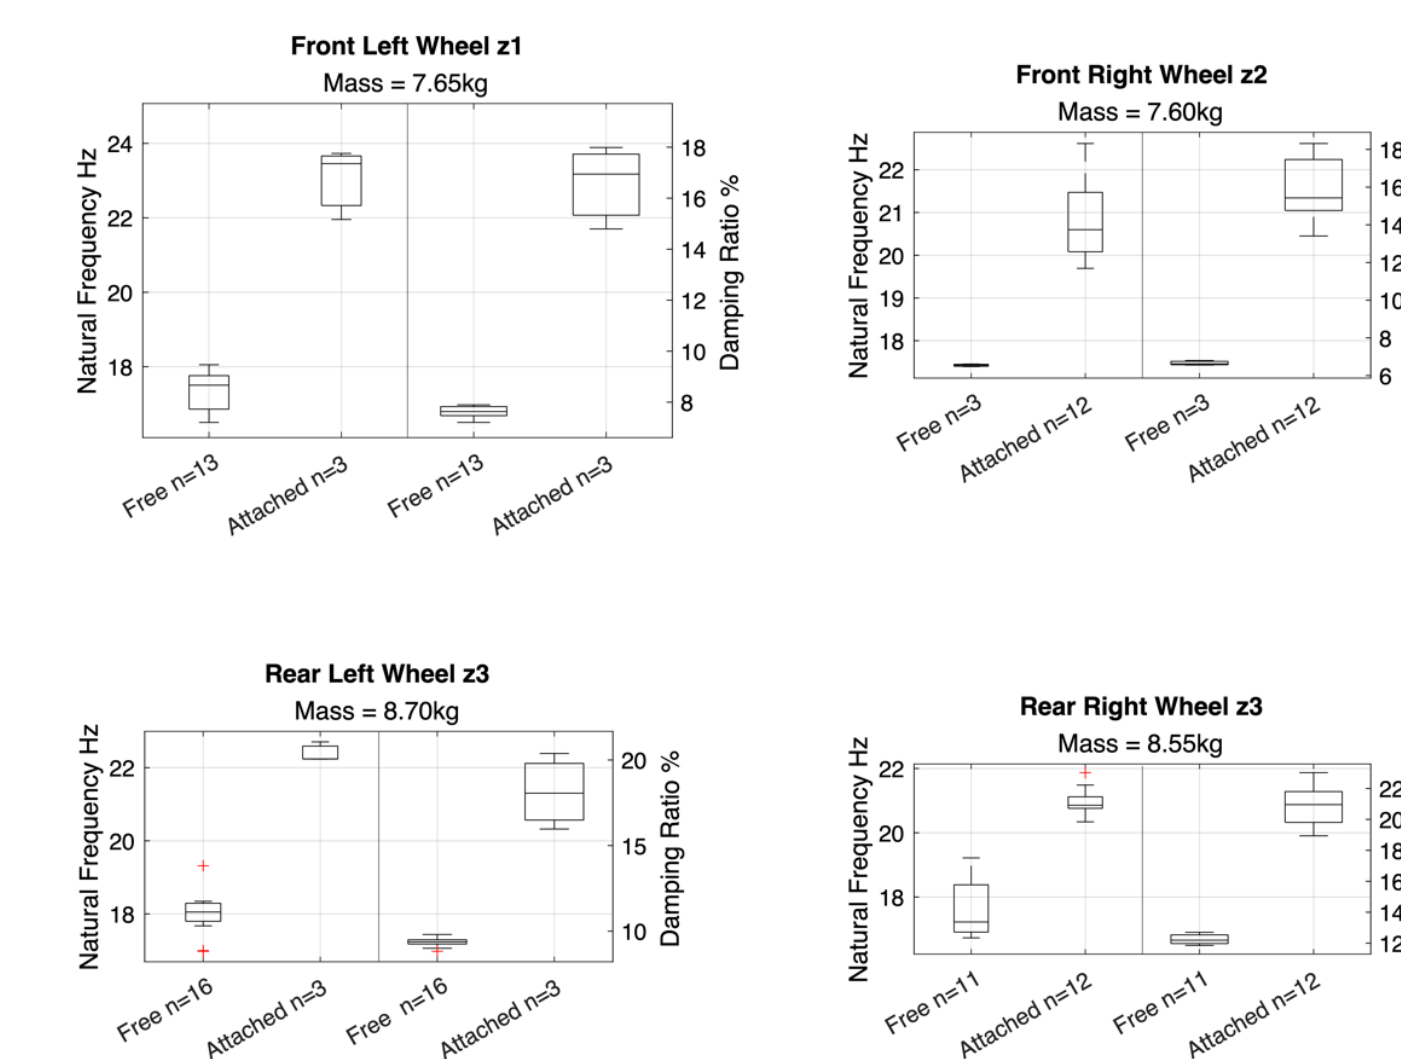 Front Left Wheel z1
Mass = 7.65kg
Natural Frequency Hz
24
22
20
18
18
16
14
12
10
8
Damping Ratio %
Free n=13
Attached n=3
Free n=13
Attached n=3
Front Right Wheel z2
Mass = 7.60kg
Natural Frequency Hz
22
21
20
19
18
18
16
14
12
10
8
6
Free n=3
Attached n=12
Free n=3
Attached n=12
Rear Left Wheel z3
Mass = 8.70kg
Natural Frequency Hz
22
20
18
20
15
10
Damping Ratio %
Free n=16
Attached n=3
Free n=16
Attached n=3
Rear Right Wheel z3
Mass = 8.55kg
Natural Frequency Hz
22
20
18
22
20
18
16
14
12
Free n=11
Attached n=12
Free n=11
Attached n=12